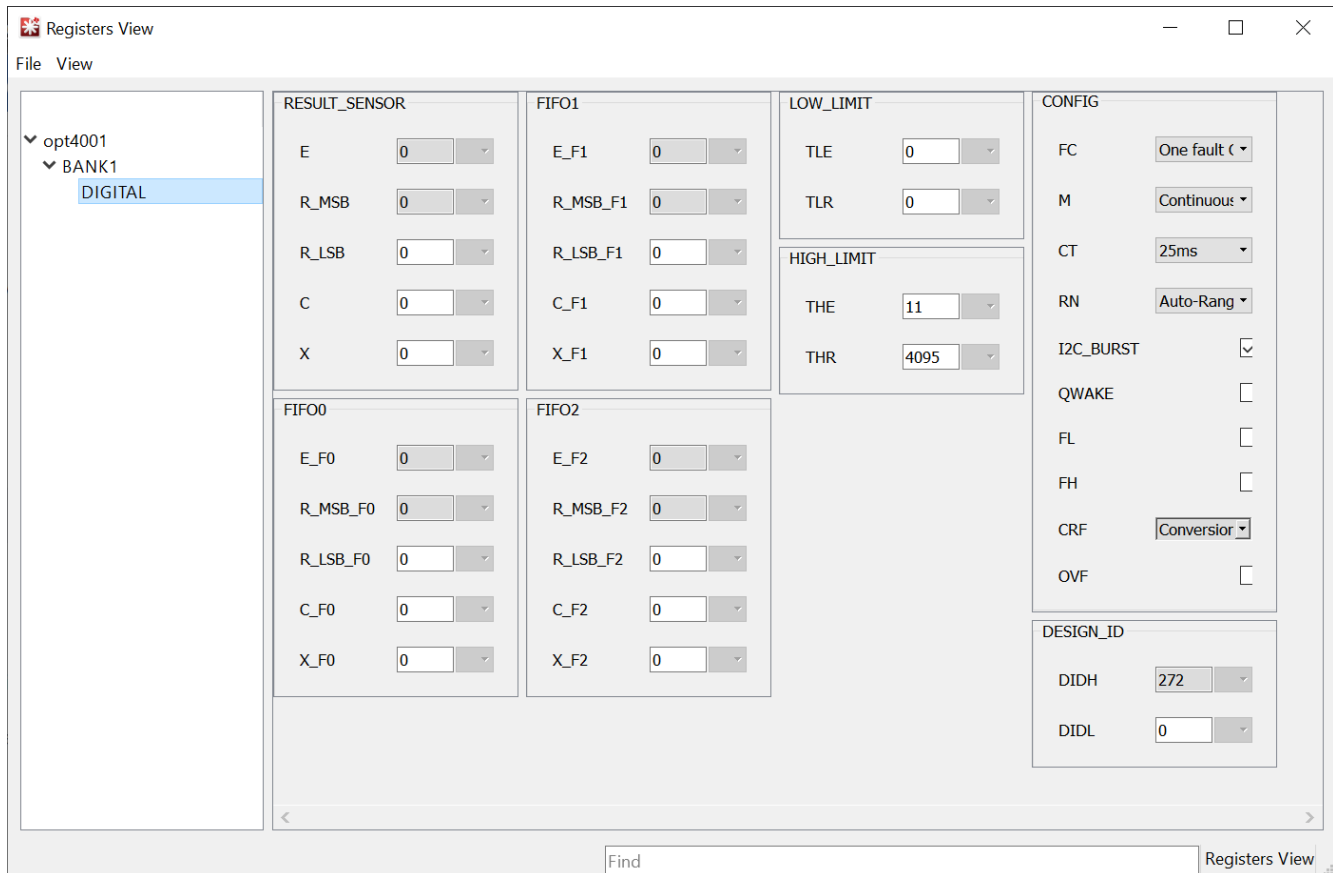 Registers View
File View
opt4001
BANK1
DIGITAL
RESULT_SENSOR
E 0
R_MSB 0
R_LSB 0
C 0
X 0
FIFO0
E_F0 0
R_MSB_F0 0
R_LSB_F0 0
C_F0 0
X_F0 0
FIFO1
E_F1 0
R_MSB_F1 0
R_LSB_F1 0
C_F1 0
X_F1 0
FIFO2
E_F2 0
R_MSB_F2 0
R_LSB_F2 0
C_F2 0
X_F2 0
LOW_LIMIT
TLE 0
TLR 0
HIGH_LIMIT
THE 11
THR 4095
CONFIG
FC One fault
M Continuous
CT 25ms
RN Auto-Rang
I2C_BURST
QWAKE
FL
FH
CRF Conversion
OVF
DESIGN_ID
DIDH 272
DIDL 0
Find
Registers View